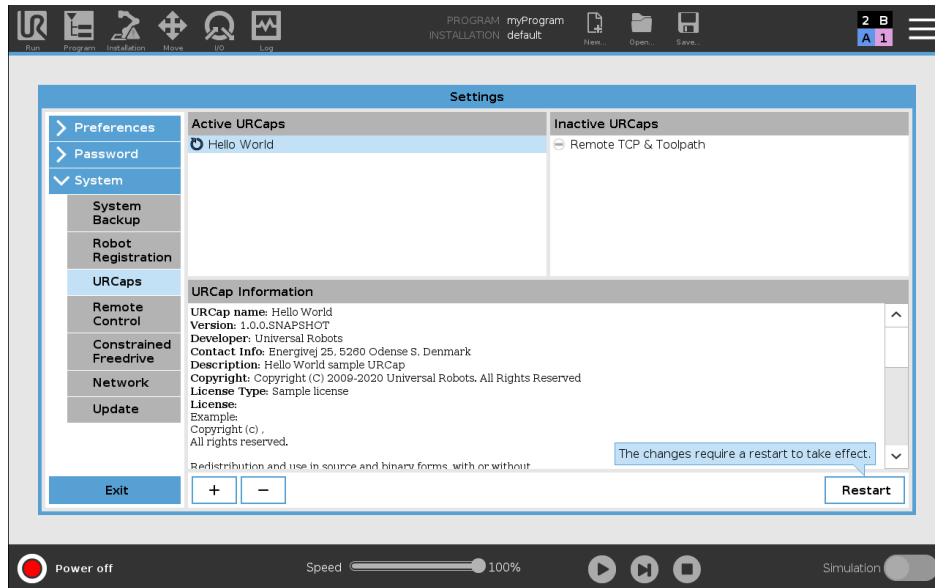 UR
PROGRAM myProgram
INSTALLATION default
2 B
A 1
Run
Program
Installation
Move
I/O
Log
New...
Open...
Save...
Settings
Preferences
Password
System
System
Backup
Robot
Registration
URCaps
Remote
Control
Constrained
Freedrive
Network
Update
Exit
Active URCaps
Hello World
Inactive URCaps
Remote TCP & Toolpath
URCap Information
URCap name: Hello World
Version: 1.0.0.SNAPSHOT
Developer: Universal Robots
Contact Info: Energivej 25, 5260 Odense S, Denmark
Description: Hello World sample URCap
Copyright: Copyright (C) 2009-2020 Universal Robots. All Rights Reserved
License Type: Sample license
License:
Example:
Copyright (c) ,
All rights reserved.
Redistribution and use in source and binary forms, with or without
The changes require a restart to take effect.
+
−
Restart
Power off
Speed
100%
Simulation